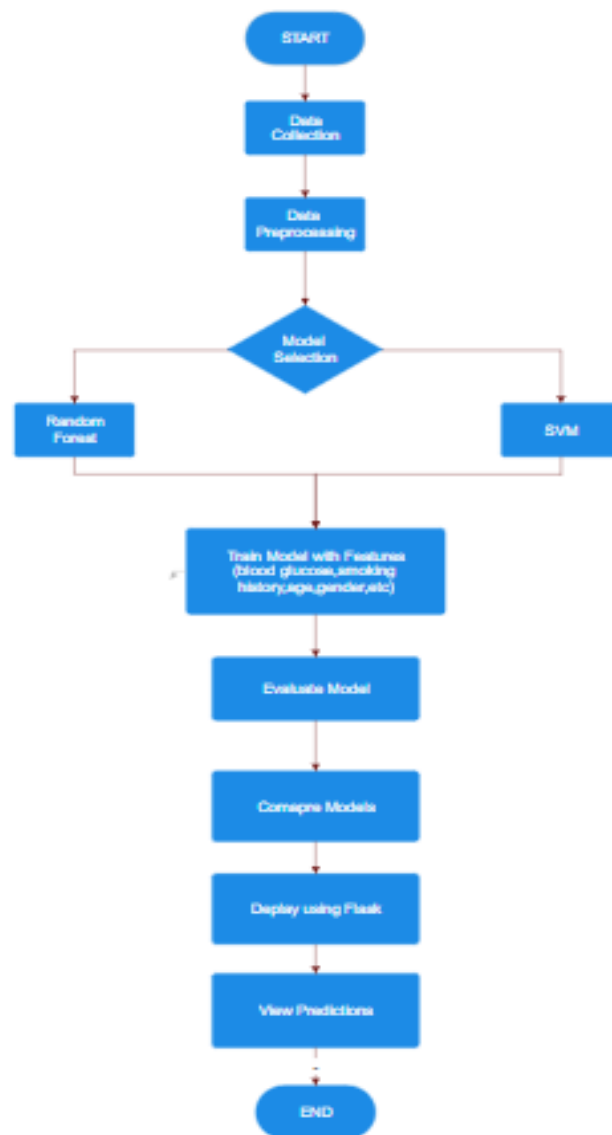 START
Data
Collection
Data
Preprocessing
Model
Selection
Random
Forest
SVM
Train Model with Features
(blood glucose,smoking
history,age,gender,etc)
Evaluate Model
Comapre Models
Deploy using Flask
View Predictions
END